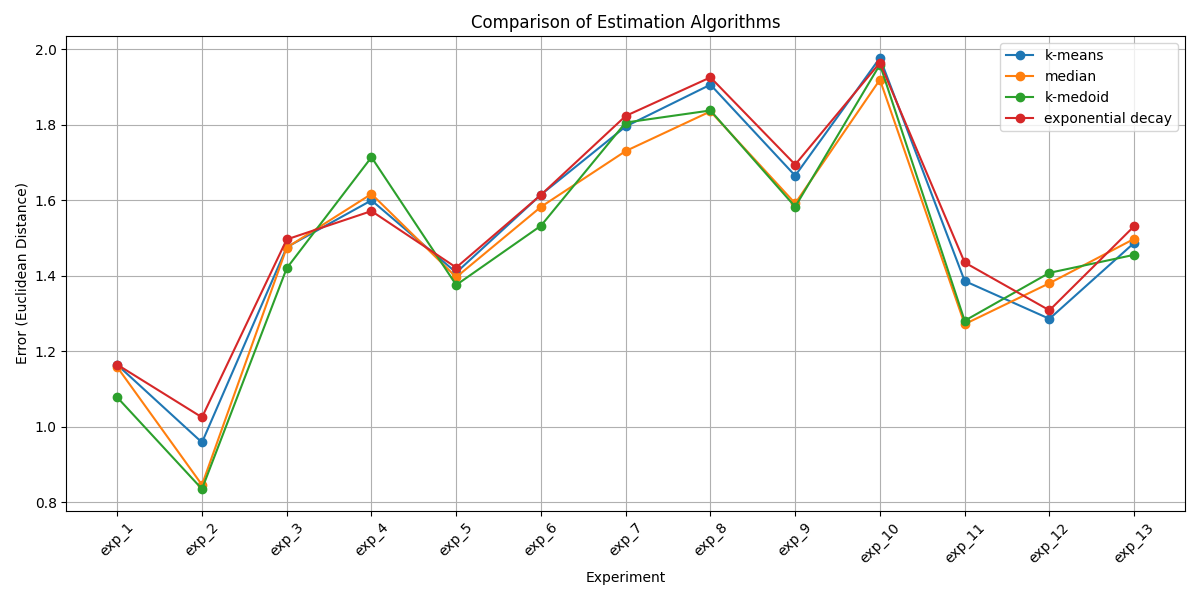 Comparison of Estimation Algorithms
k-means
median
k-medoid
exponential decay
Error (Euclidean Distance)
2.0
1.8
1.6
1.4
1.2
1.0
0.8
exp_1
exp_2
exp_3
exp_4
exp_5
exp_6
exp_7
exp_8
exp_9
exp_10
exp_11
exp_12
exp_13
Experiment